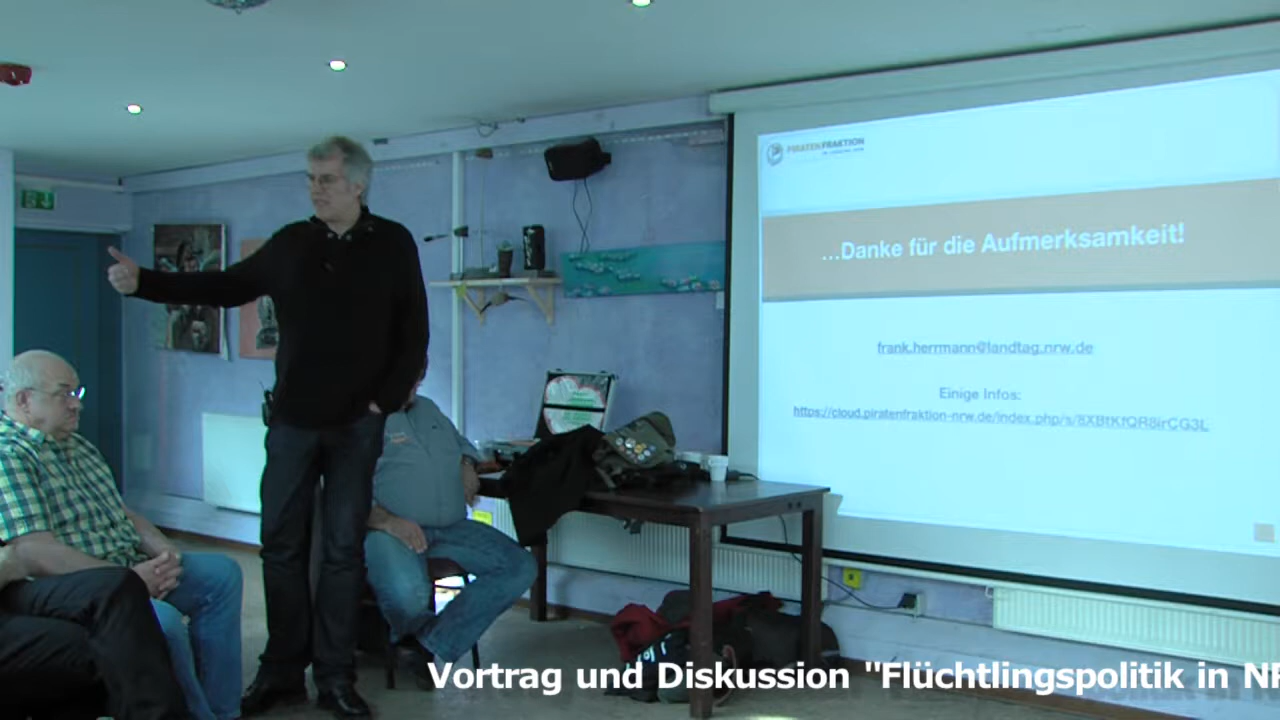 PIRATENFRAKTION
…Danke für die Aufmerksamkeit!
frank.herrmann@landtag.nrw.de
Einige Infos:
https://cloud.piratenfraktion-nrw.de/index.php/s/8XBtKfQR8irCG3L
Vortrag und Diskussion "Flüchtlingspolitik in NR